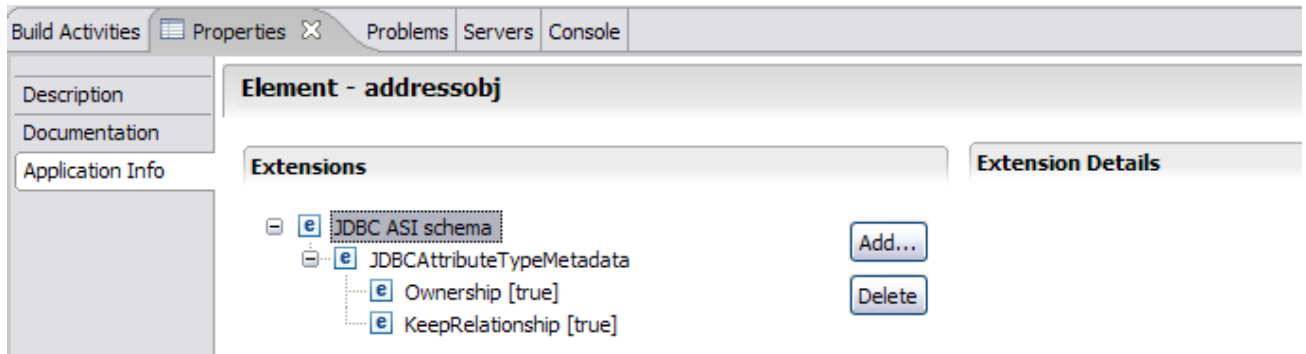 Build Activities Properties Problems Servers Console
Description
Documentation
Application Info
Element - addressobj
Extensions
JDBC ASI schema
JDBCAttributeTypeMetadata
Ownership [true]
KeepRelationship [true]
Add...
Delete
Extension Details